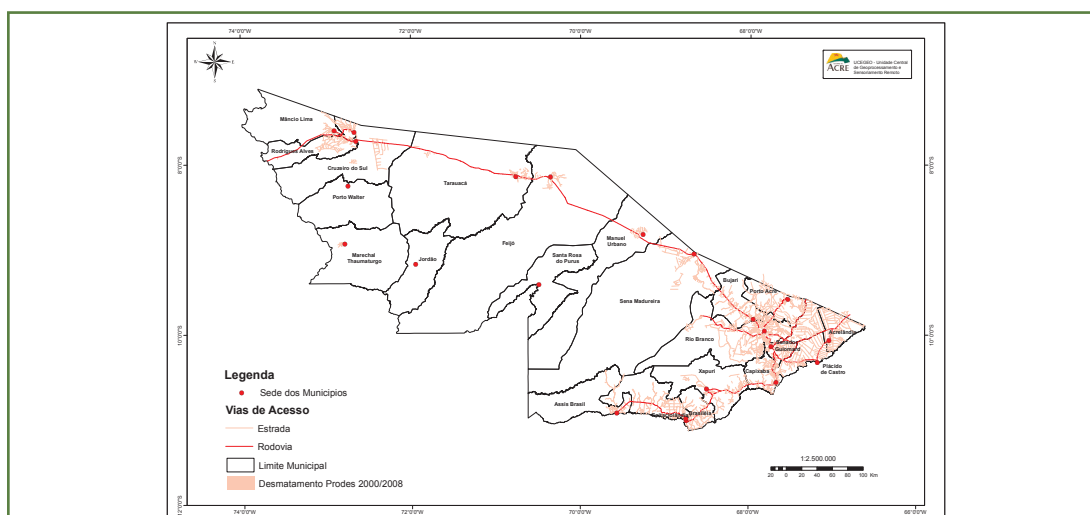 74°0'0"W
72°0'0"W
70°0'0"W
68°0'0"W
N
W
E
S
ACRE
UCEGEO - Unidade Central
de Geoprocessamento e
Sensoriamento Remoto
Mâncio Lima
Rodrigues Alves
Cruzeiro do Sul
Porto Walter
Tarauacá
Marechal
Thaumaturgo
Jordão
Feijó
Santa Rosa
do Purus
Manuel
Urbano
Sena Madureira
Bujari
Porto Acre
Rio Branco
Senador
Guiomard
Acrelândia
Plácido
de Castro
Xapuri
Capixaba
Assis Brasil
Brasiléia
8°0'0"S
8°0'0"S
10°0'0"S
10°0'0"S
12°0'0"S
Legenda
Sede dos Municipios
Vias de Acesso
Estrada
Rodovia
Limite Municipal
Desmatamento Prodes 2000/2008
1:2.500.000
20 0 20 40 60 80 100 Km
74°0'0"W
72°0'0"W
70°0'0"W
68°0'0"W
66°0'0"W